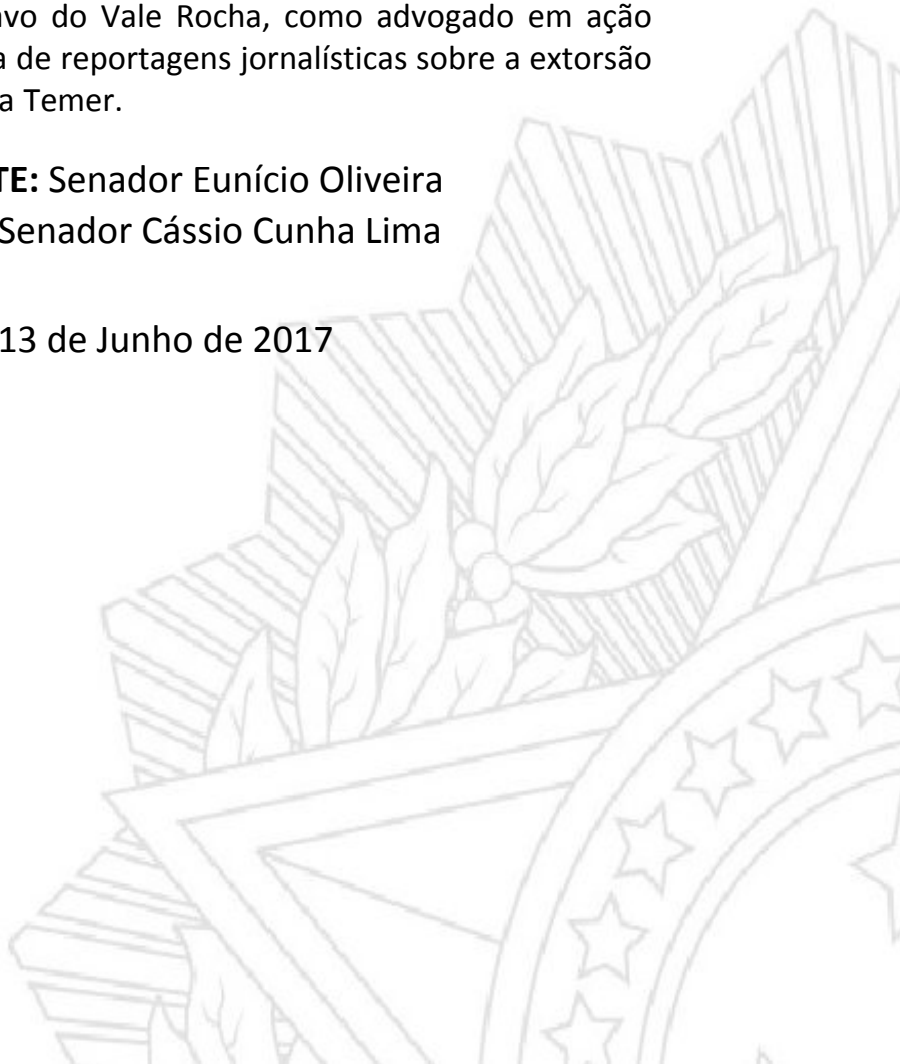 avo do Vale Rocha, como advogado em ação
a de reportagens jornalísticas sobre a extorsão
a Temer.
TE: Senador Eunício Oliveira
Senador Cássio Cunha Lima
13 de Junho de 2017